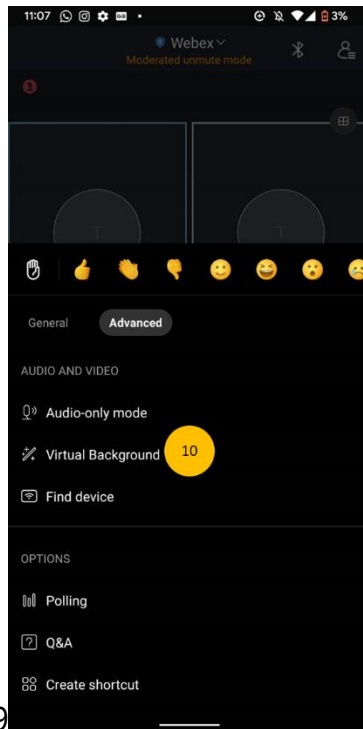 11:07 3%
Webex
Moderated unmute mode
T T
General Advanced
AUDIO AND VIDEO
Audio-only mode
Virtual Background 10
Find device
OPTIONS
Polling
? Q&A
Create shortcut
9